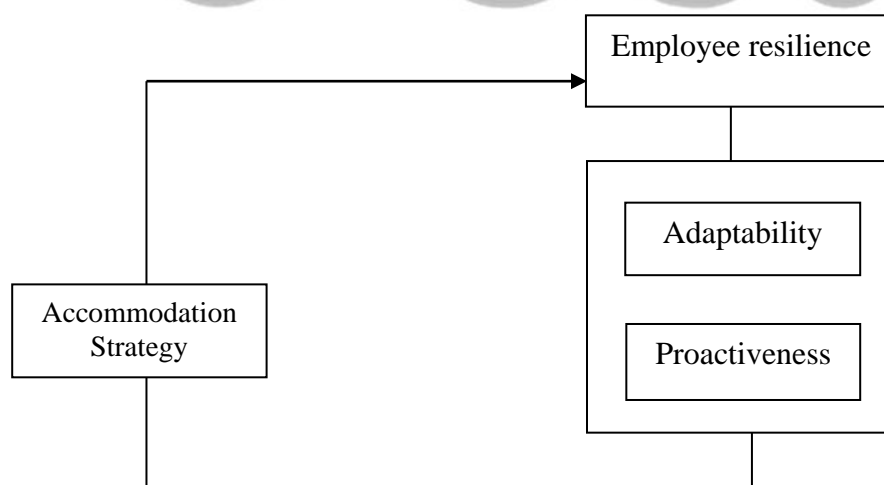 Employee resilience
Adaptability
Accommodation
Strategy
Proactiveness